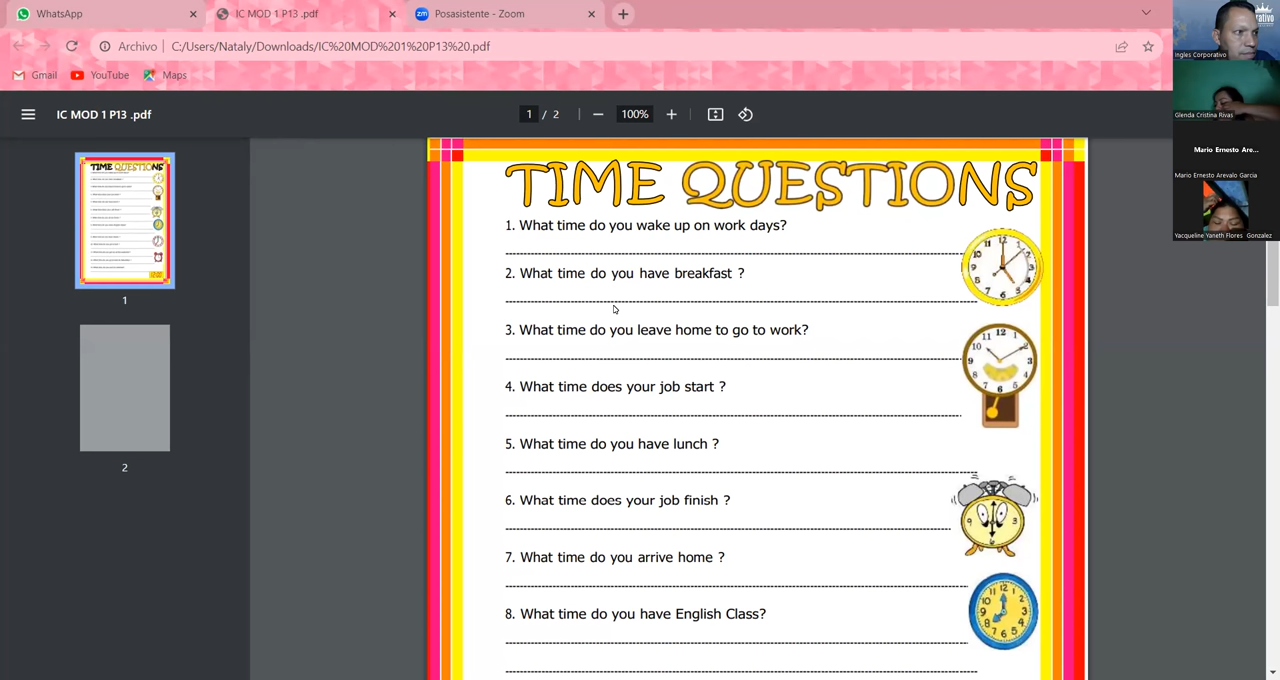 WhatsApp
IC MOD 1 P13 .pdf
Posasistente - Zoom
Archivo
C:/Users/Nataly/Downloads/IC%20MOD%201%20P13%20.pdf
Gmail
YouTube
Maps
IC MOD 1 P13 .pdf
1 / 2
100%
Ingles Corporativo
Glenda Cristina Rivas
Mario Ernesto Are...
Mario Ernesto Arevalo Garcia
Yacqueline Yaneth Flores Gonzalez
1
2
TIME QUESTIONS
1. What time do you wake up on work days?
2. What time do you have breakfast ?
3. What time do you leave home to go to work?
4. What time does your job start ?
5. What time do you have lunch ?
6. What time does your job finish ?
7. What time do you arrive home ?
8. What time do you have English Class?